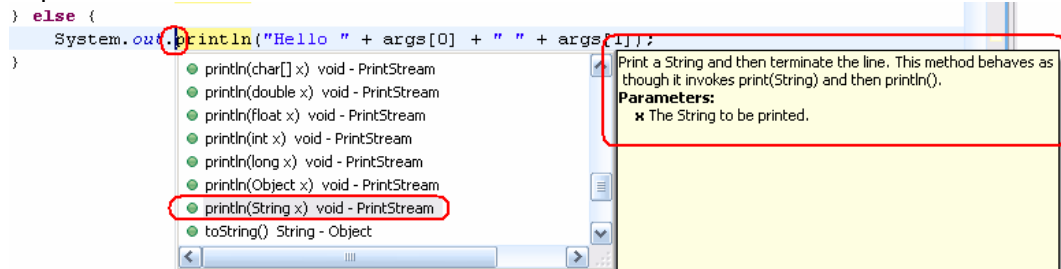 } else {
System.out.println("Hello " + args[0] + " " + args[1]);
}
println(char[] x) void - PrintStream
println(double x) void - PrintStream
println(float x) void - PrintStream
println(int x) void - PrintStream
println(long x) void - PrintStream
println(Object x) void - PrintStream
println(String x) void - PrintStream
toString() String - Object
Print a String and then terminate the line. This method behaves as
though it invokes print(String) and then println().
Parameters:
x The String to be printed.